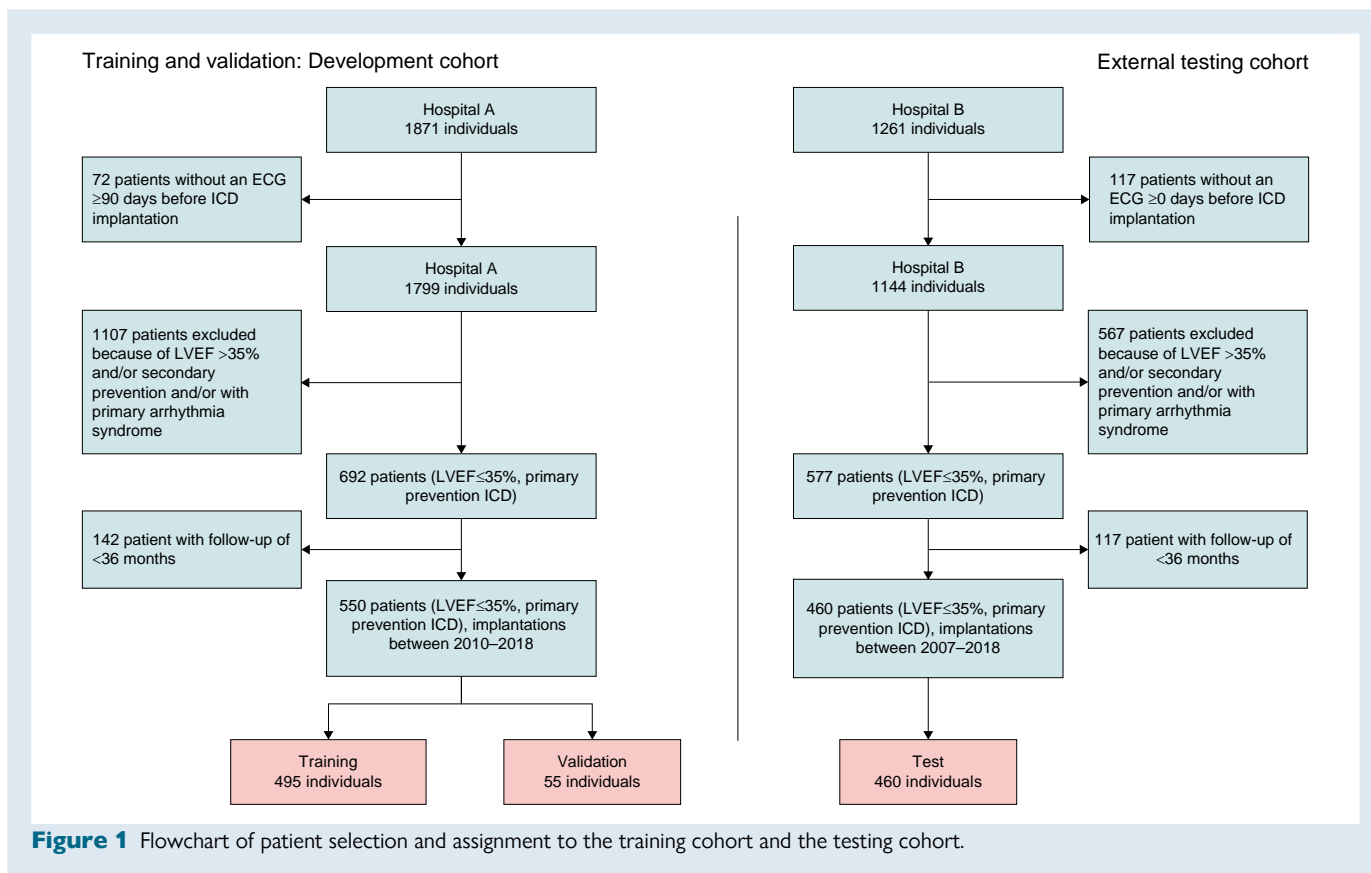 Training and validation: Development cohort
External testing cohort
Hospital A
1871 individuals
72 patients without an ECG
≥90 days before ICD
implantation
Hospital A
1799 individuals
1107 patients excluded
because of LVEF >35%
and/or secondary
prevention and/or with
primary arrhythmia
syndrome
692 patients (LVEF≤35%, primary
prevention ICD)
142 patient with follow-up of
<36 months
550 patients (LVEF≤35%, primary
prevention ICD), implantations
between 2010–2018
Training
495 individuals
Validation
55 individuals
Hospital B
1261 individuals
117 patients without an
ECG ≥0 days before ICD
implantation
Hospital B
1144 individuals
567 patients excluded
because of LVEF >35%
and/or secondary
prevention and/or with
primary arrhythmia
syndrome
577 patients (LVEF≤35%, primary
prevention ICD)
117 patient with follow-up of
<36 months
460 patients (LVEF≤35%, primary
prevention ICD), implantations
between 2007–2018
Test
460 individuals
Figure 1 Flowchart of patient selection and assignment to the training cohort and the testing cohort.